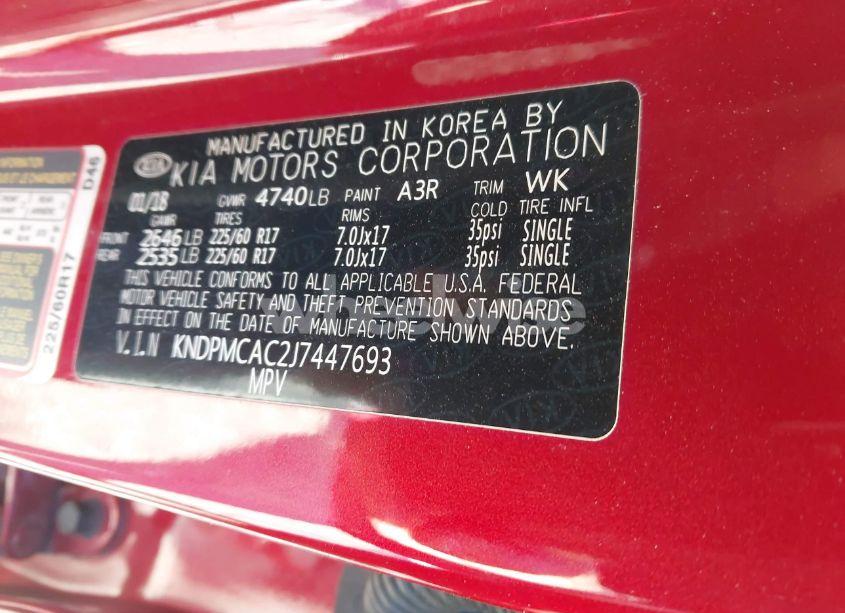 MANUFACTURED IN KOREA BY
KIA KIA MOTORS CORPORATION
01/18 GVWR 4740LB PAINT A3R TRIM WK
GAWR TIRES RIMS COLD TIRE INFL
FRONT 2646LB 225/60 R17 7.0Jx17 35psi SINGLE
REAR 2535LB 225/60 R17 7.0Jx17 35psi SINGLE
THIS VEHICLE CONFORMS TO ALL APPLICABLE U.S.A. FEDERAL
MOTOR VEHICLE SAFETY AND THEFT PREVENTION STANDARDS
IN EFFECT ON THE DATE OF MANUFACTURE SHOWN ABOVE.
V.I.N KNDPMCAC2J7447693
MPV
D46
225/60R17
INFORMATION